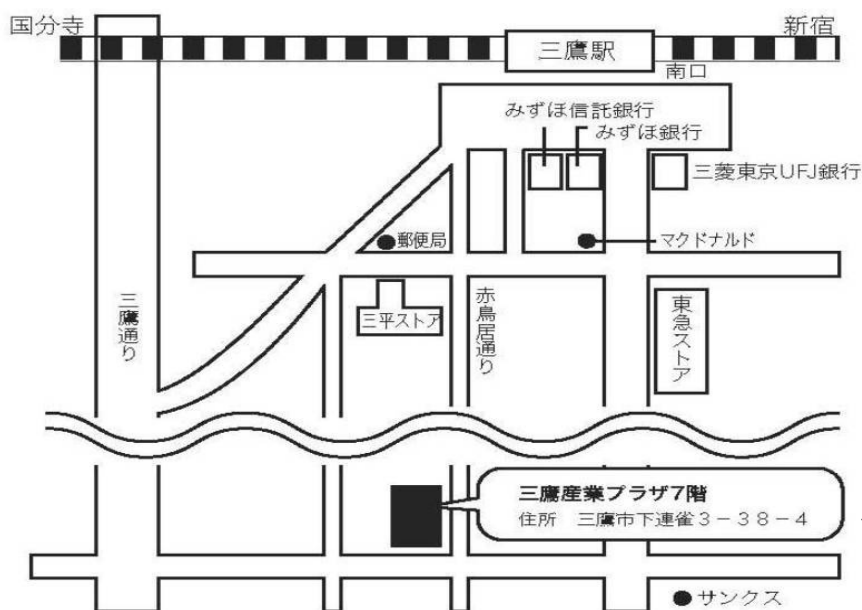 国分寺
新宿
三鷹駅
南口
みずほ信託銀行
みずほ銀行
三菱東京UFJ銀行
郵便局
マクドナルド
三鷹通り
三平ストア
赤鳥居通り
東急ストア
三鷹産業プラザ7階
住所　三鷹市下連雀３－３８－４
サンクス